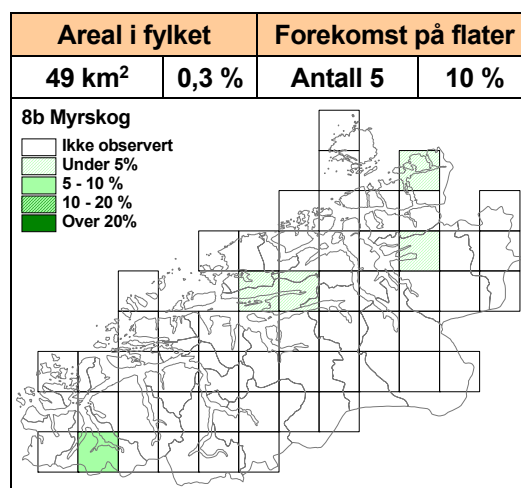 Areal i fylket Forekomst på flater
49 km² 0,3 % Antall 5 10 %
8b Myrskog
Ikke observert
Under 5%
5 - 10 %
10 - 20 %
Over 20%